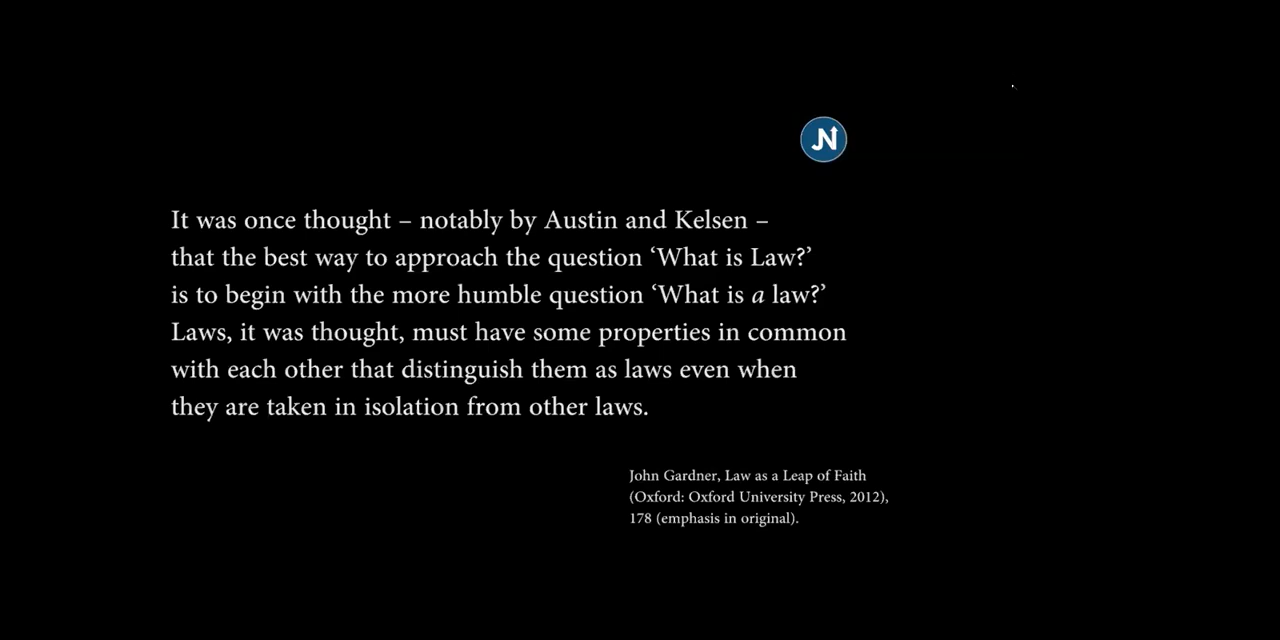 JN
It was once thought – notably by Austin and Kelsen –
that the best way to approach the question ‘What is Law?’
is to begin with the more humble question ‘What is a law?’
Laws, it was thought, must have some properties in common
with each other that distinguish them as laws even when
they are taken in isolation from other laws.
John Gardner, Law as a Leap of Faith
(Oxford: Oxford University Press, 2012),
178 (emphasis in original).